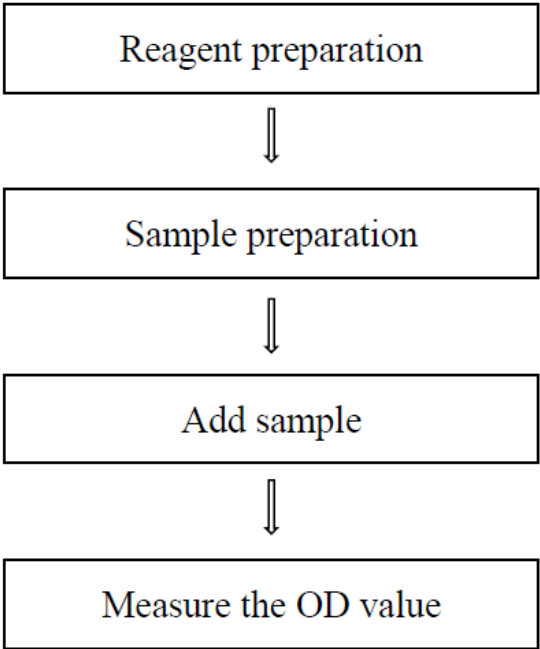 Reagent preparation
Sample preparation
Add sample
Measure the OD value